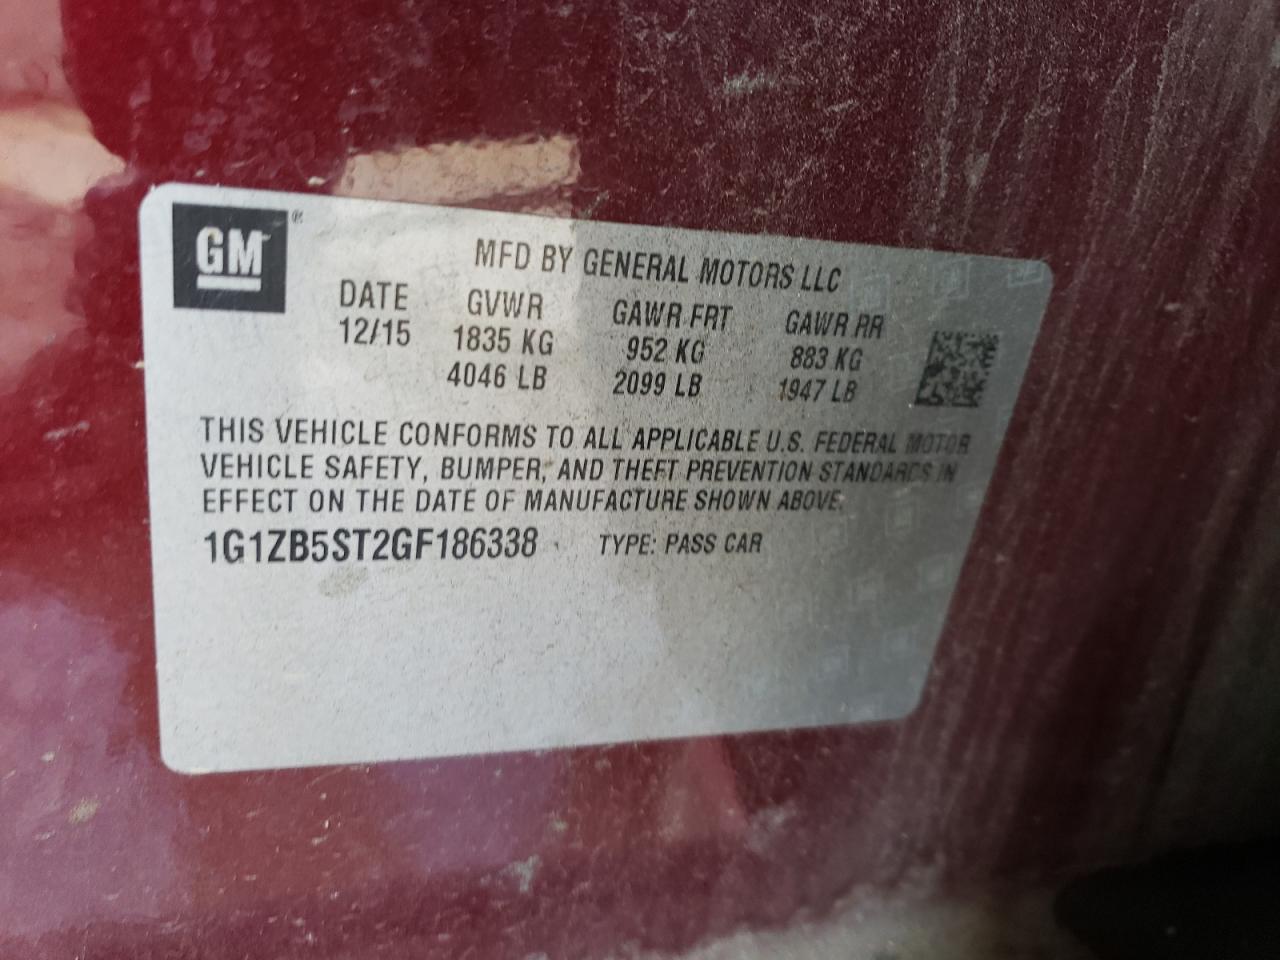 GM®
MFD BY GENERAL MOTORS LLC
DATE GVWR GAWR FRT GAWR RR
12/15 1835 KG 952 KG 883 KG
4046 LB 2099 LB 1947 LB
THIS VEHICLE CONFORMS TO ALL APPLICABLE U.S. FEDERAL MOTOR
VEHICLE SAFETY, BUMPER, AND THEFT PREVENTION STANDARDS IN
EFFECT ON THE DATE OF MANUFACTURE SHOWN ABOVE.
1G1ZB5ST2GF186338 TYPE: PASS CAR